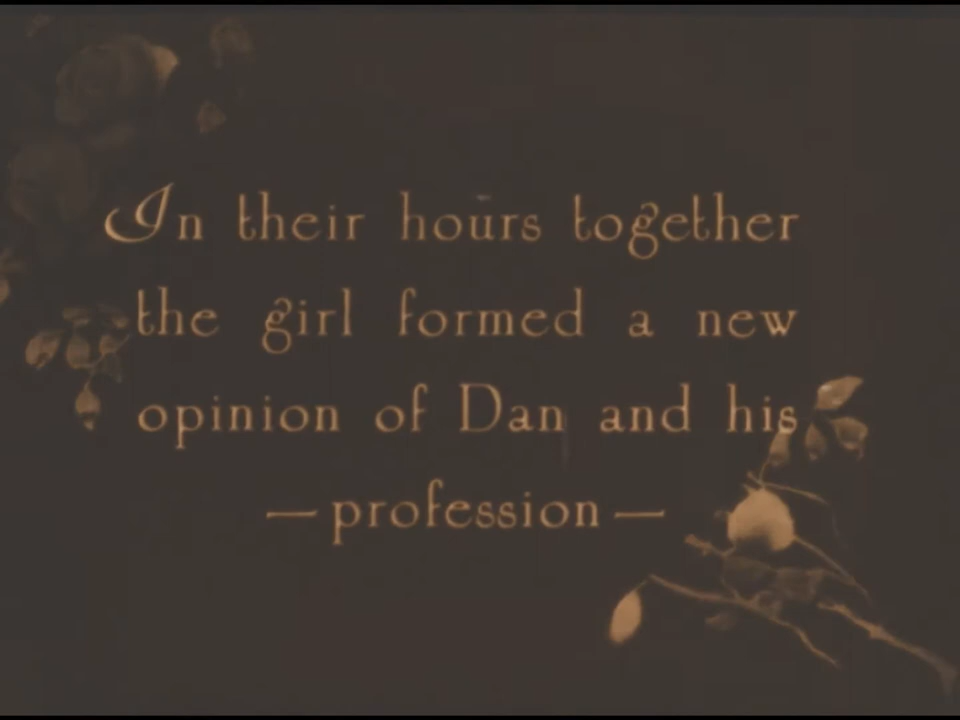 In their hours together
the girl formed a new
opinion of Dan and his
—profession—